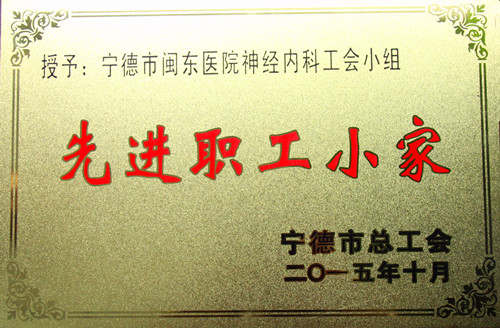 授予：宁德市闽东医院神经内科工会小组
先进职工小家
宁德市总工会
二〇一五年十月